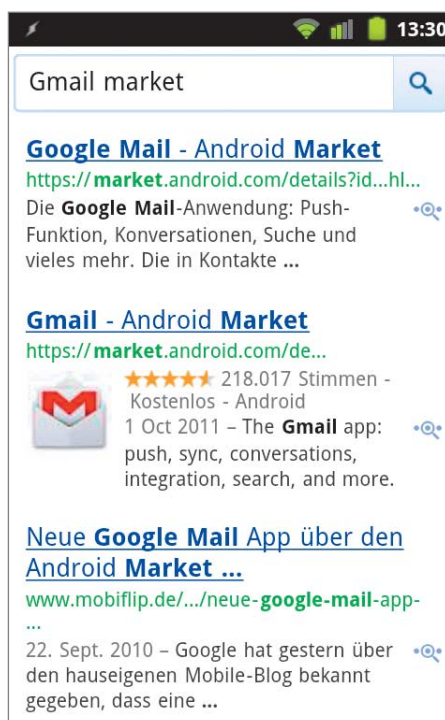 13:30
Gmail market
Google Mail - Android Market
https://market.android.com/details?id...hl...
Die Google Mail-Anwendung: Push-
Funktion, Konversationen, Suche und
vieles mehr. Die in Kontakte ...
Gmail - Android Market
https://market.android.com/de...
218.017 Stimmen -
Kostenlos - Android
1 Oct 2011 – The Gmail app:
push, sync, conversations,
integration, search, and more.
Neue Google Mail App über den
Android Market ...
www.mobiflip.de/.../neue-google-mail-app-
...
22. Sept. 2010 – Google hat gestern über
den hauseigenen Mobile-Blog bekannt
gegeben, dass eine ...